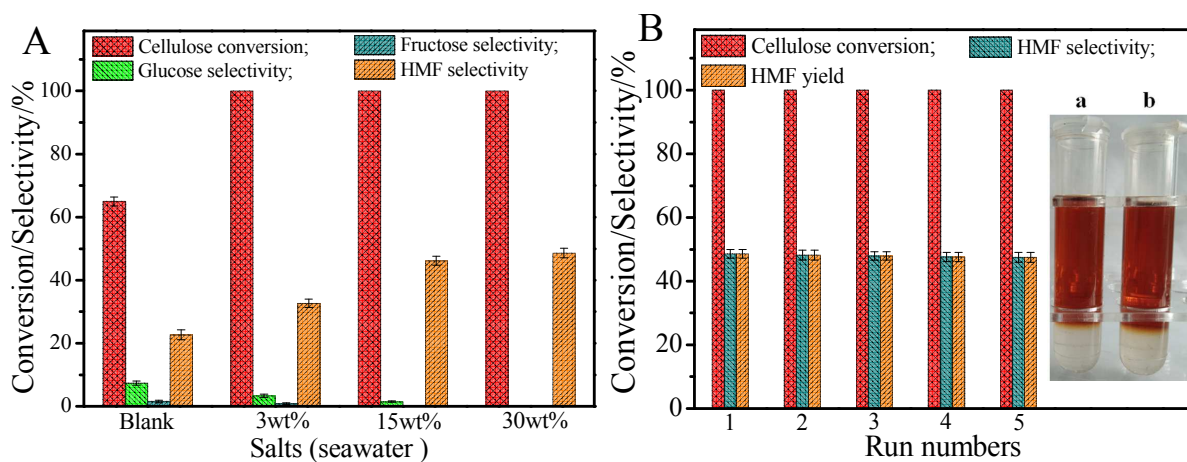 A
Cellulose conversion;
Fructose selectivity;
Glucose selectivity;
HMF selectivity
Conversion/Selectivity/%
100
80
60
40
20
0
Blank
3wt%
15wt%
30wt%
Salts (seawater )
B
Cellulose conversion;
HMF selectivity;
HMF yield
Conversion/Selectivity/%
100
80
60
40
20
0
1
2
3
4
5
Run numbers
a
b